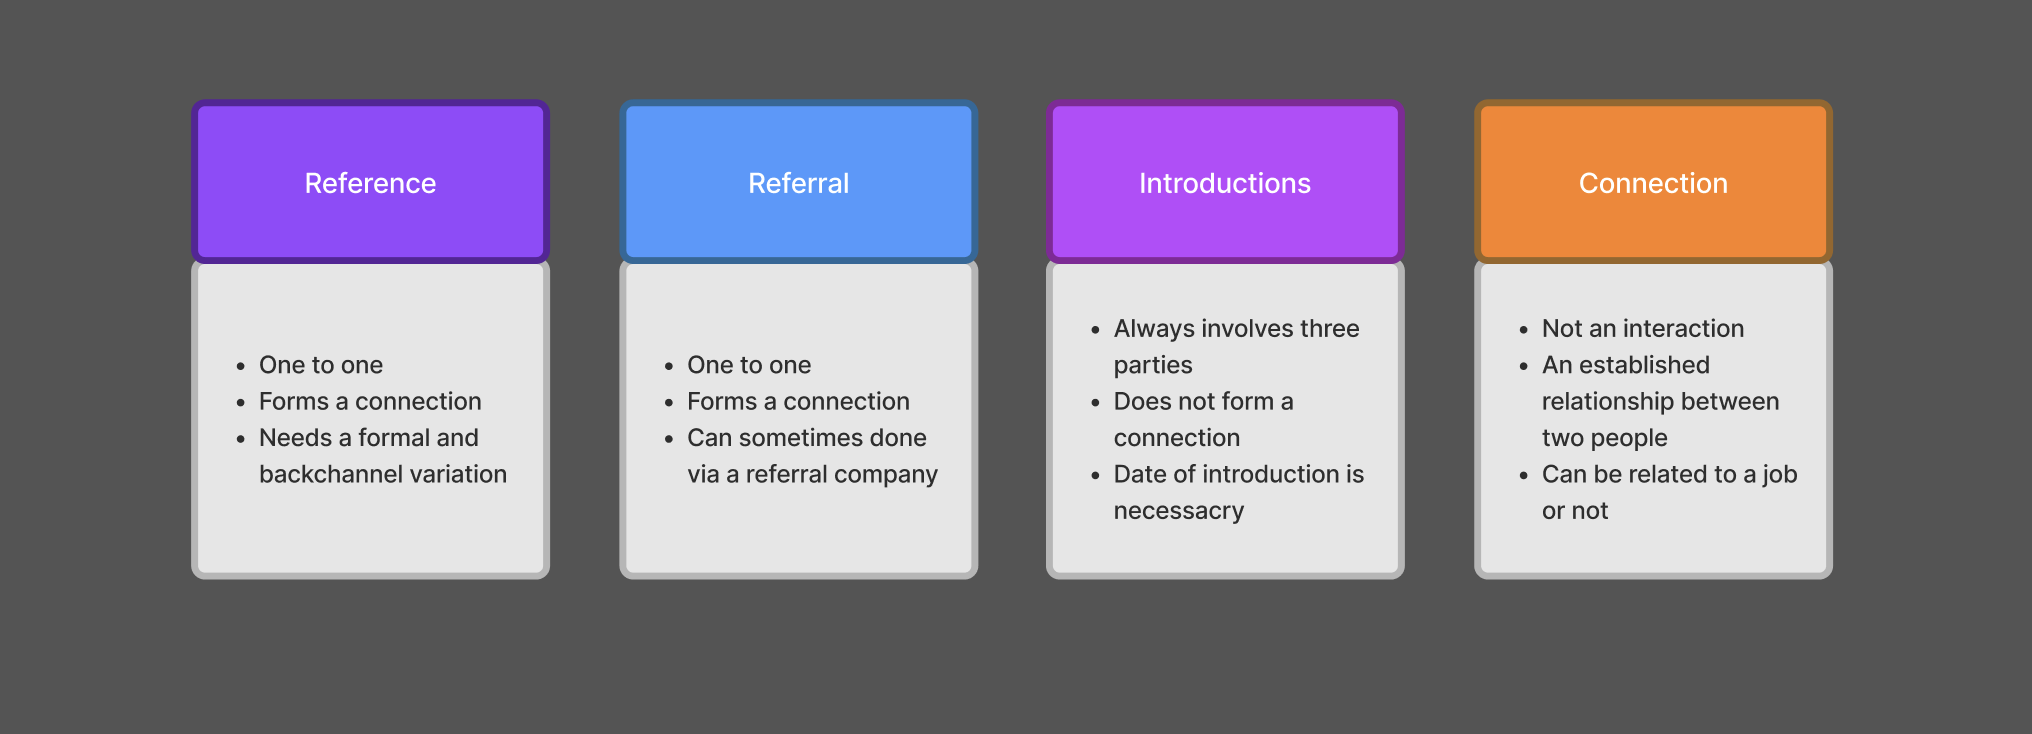 Reference
• One to one
• Forms a connection
• Needs a formal and
backchannel variation
Referral
• One to one
• Forms a connection
• Can sometimes done
via a referral company
Introductions
• Always involves three
parties
• Does not form a
connection
• Date of introduction is
necessacry
Connection
• Not an interaction
• An established
relationship between
two people
• Can be related to a job
or not